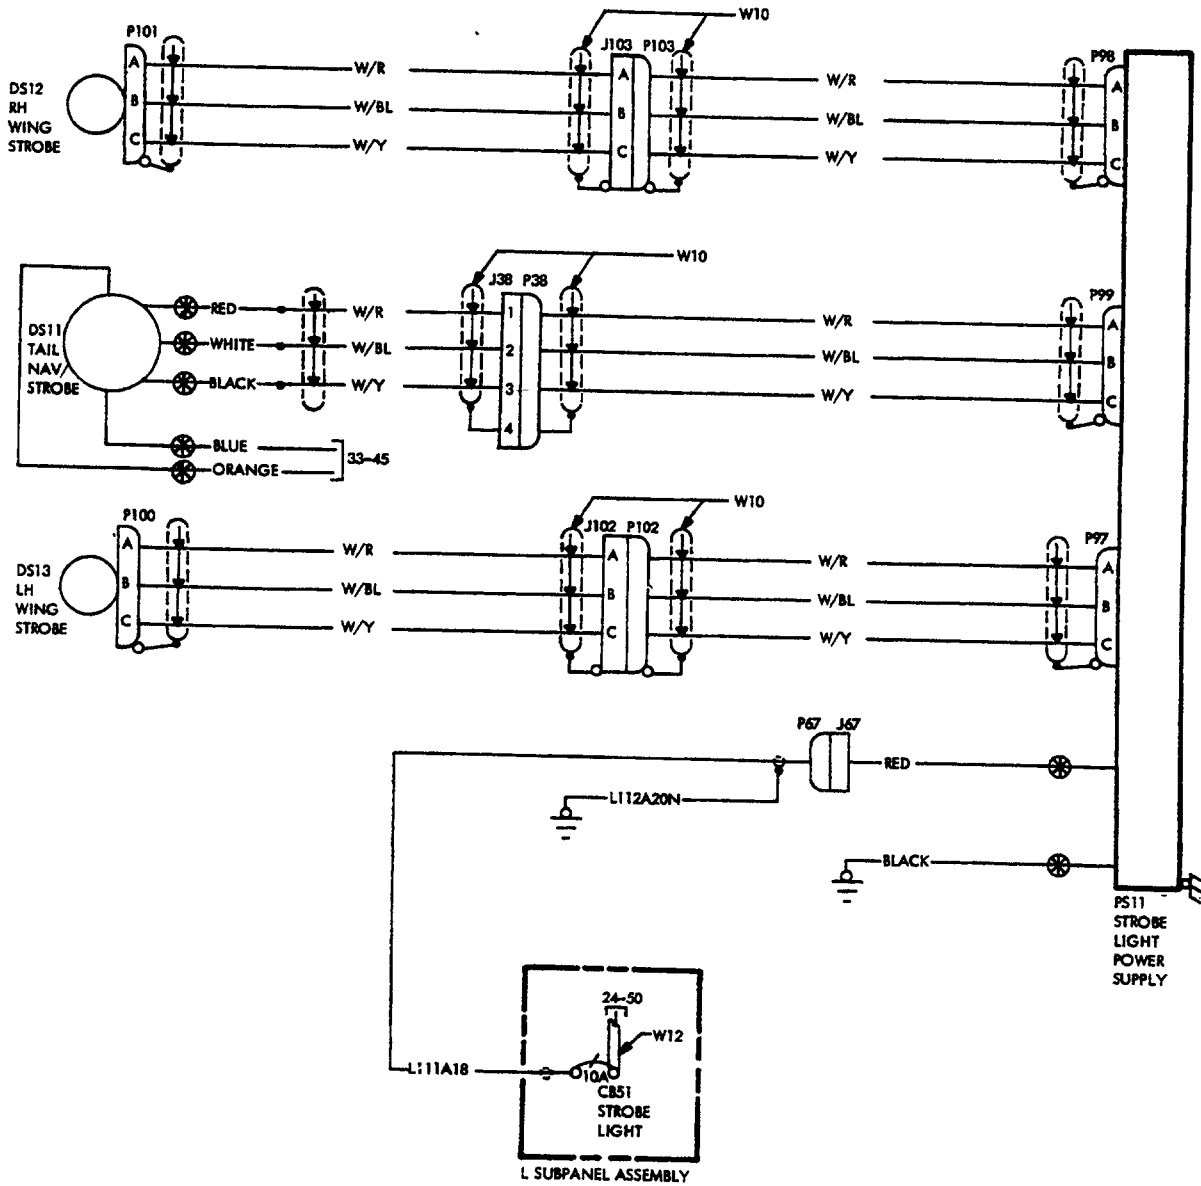 W10
P101
J103 P103
P98
A
W/R
A
W/R
A
DS12
RH
WING
STROBE
B
W/BL
B
W/BL
B
C
W/Y
C
W/Y
C
W10
J38 P38
P99
RED
W/R
1
W/R
A
DS11
TAIL
NAV/
STROBE
WHITE
W/BL
2
W/BL
B
BLACK
W/Y
3
W/Y
C
4
BLUE
33-45
ORANGE
W10
P100
J102 P102
P97
A
W/R
A
W/R
A
DS13
LH
WING
STROBE
B
W/BL
B
W/BL
B
C
W/Y
C
W/Y
C
P67 J67
RED
L112A20N
BLACK
PS11
STROBE
LIGHT
POWER
SUPPLY
24-50
W12
L111A18
10A
CB51
STROBE
LIGHT
L SUBPANEL ASSEMBLY